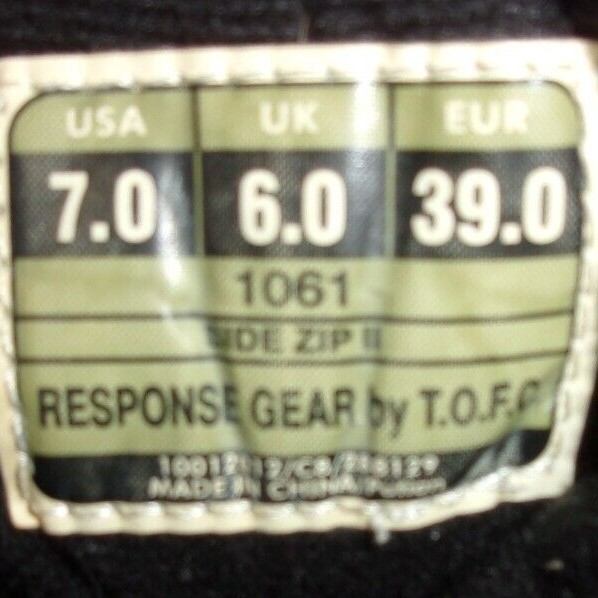 USA UK EUR
7.0 6.0 39.0
1061
SIDE ZIP II
RESPONSE GEAR by T.O.F.C.
MADE IN CHINA